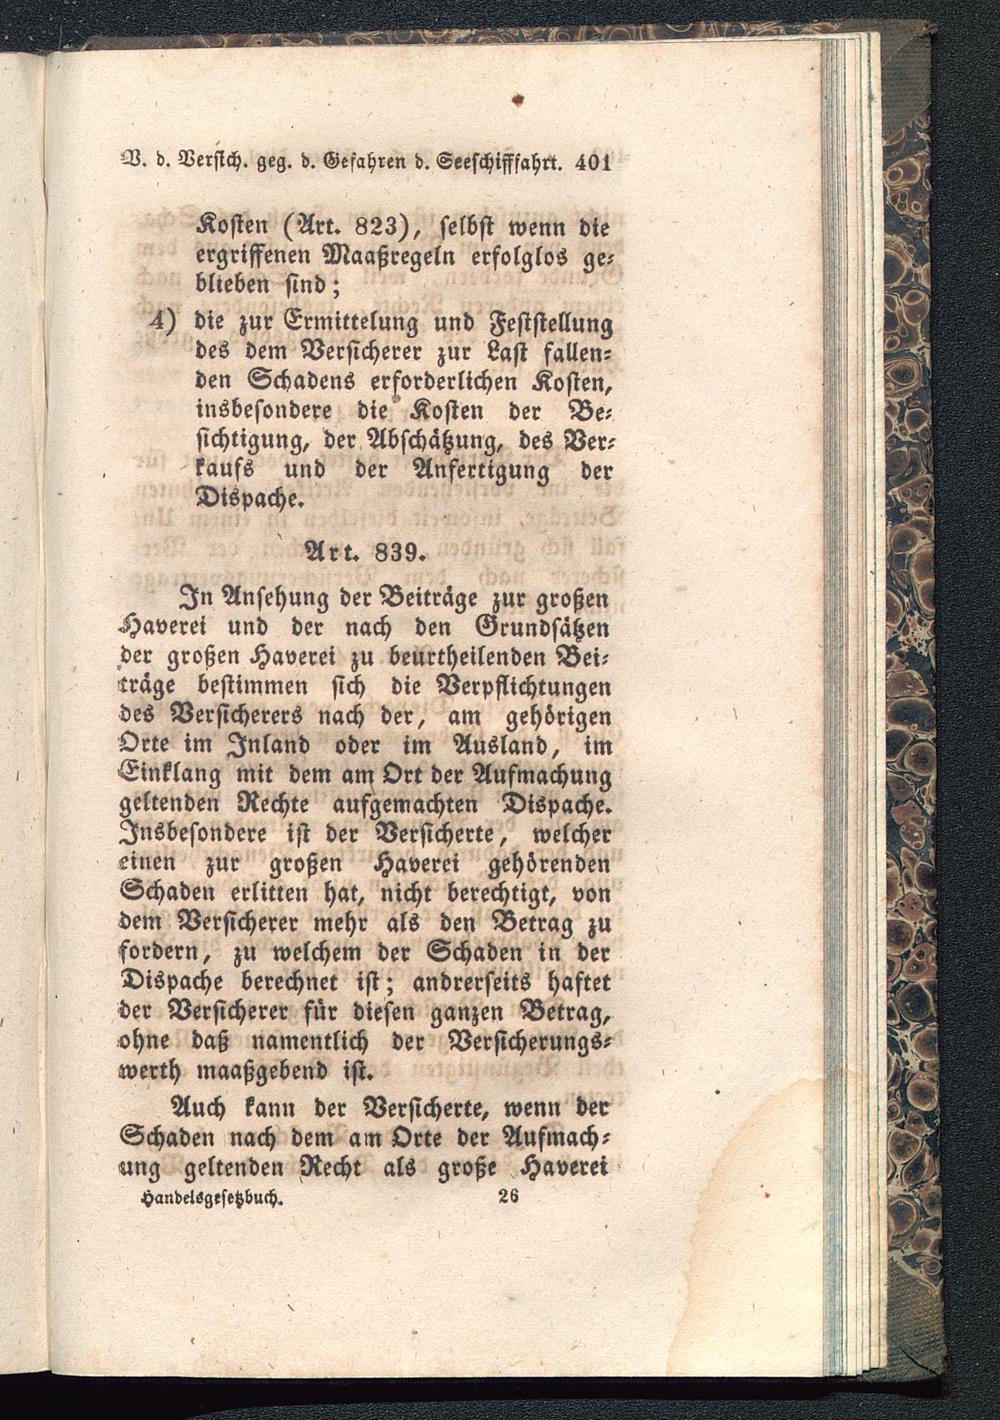 V. d. Versich. geg. d. Gefahren d. Seeschifffahrt. 401
Kosten (Art. 823), selbst wenn die
ergriffenen Maaßregeln erfolglos ge-
blieben sind;
4) die zur Ermittelung und Feststellung
des dem Versicherer zur Last fallen-
den Schadens erforderlichen Kosten,
insbesondere die Kosten der Be-
sichtigung, der Abschätzung, des Ver-
kaufs und der Anfertigung der
Dispache.
Art. 839.
In Ansehung der Beiträge zur großen
Haverei und der nach den Grundsätzen
der großen Haverei zu beurtheilenden Bei-
träge bestimmen sich die Verpflichtungen
des Versicherers nach der, am gehörigen
Orte im Inland oder im Ausland, im
Einklang mit dem am Ort der Aufmachung
geltenden Rechte aufgemachten Dispache.
Insbesondere ist der Versicherte, welcher
einen zur großen Haverei gehörenden
Schaden erlitten hat, nicht berechtigt, von
dem Versicherer mehr als den Betrag zu
fordern, zu welchem der Schaden in der
Dispache berechnet ist; andrerseits haftet
der Versicherer für diesen ganzen Betrag,
ohne daß namentlich der Versicherungs-
werth maaßgebend ist.
Auch kann der Versicherte, wenn der
Schaden nach dem am Orte der Aufmach-
ung geltenden Recht als große Haverei
Handelsgesetzbuch. 26